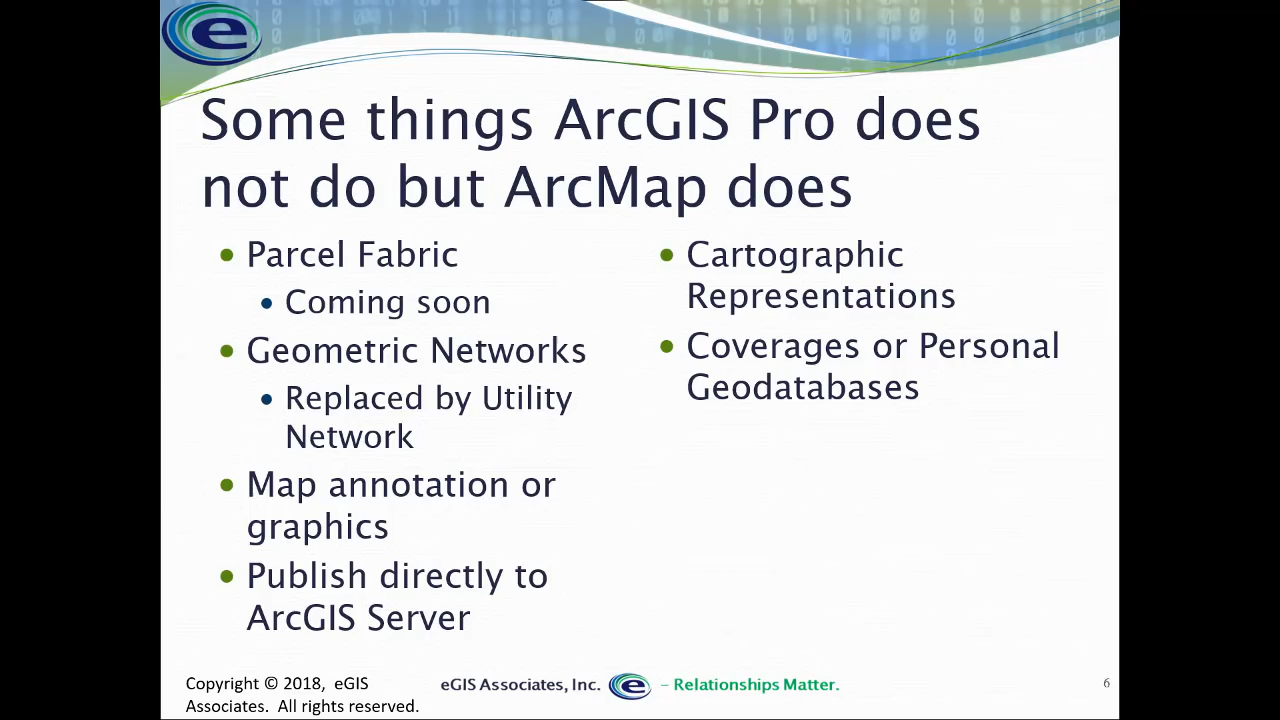 e
Some things ArcGIS Pro does
not do but ArcMap does
• Parcel Fabric
• Coming soon
• Geometric Networks
• Replaced by Utility
Network
• Map annotation or
graphics
• Publish directly to
ArcGIS Server
• Cartographic
Representations
• Coverages or Personal
Geodatabases
Copyright © 2018, eGIS
Associates. All rights reserved.
eGIS Associates, Inc. e – Relationships Matter.
6